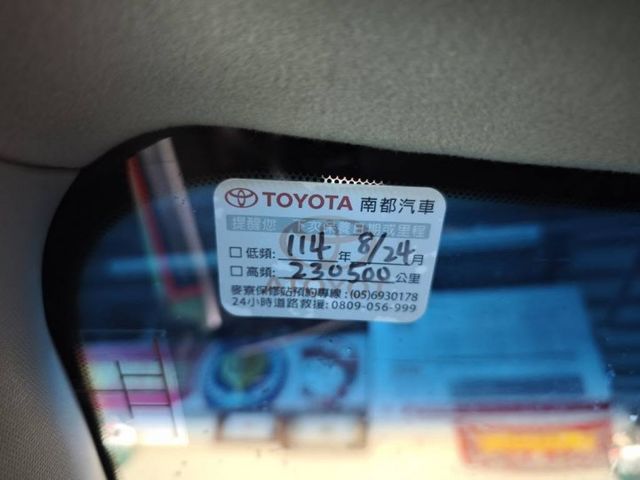 TOYOTA 南都汽車
提醒您 下次保養日期或里程
□低頻: 114 年 8/24 月
□高頻: 230500 公里
麥寮保修站預約專線:(05)6930178
24小時道路救援:0809-056-999